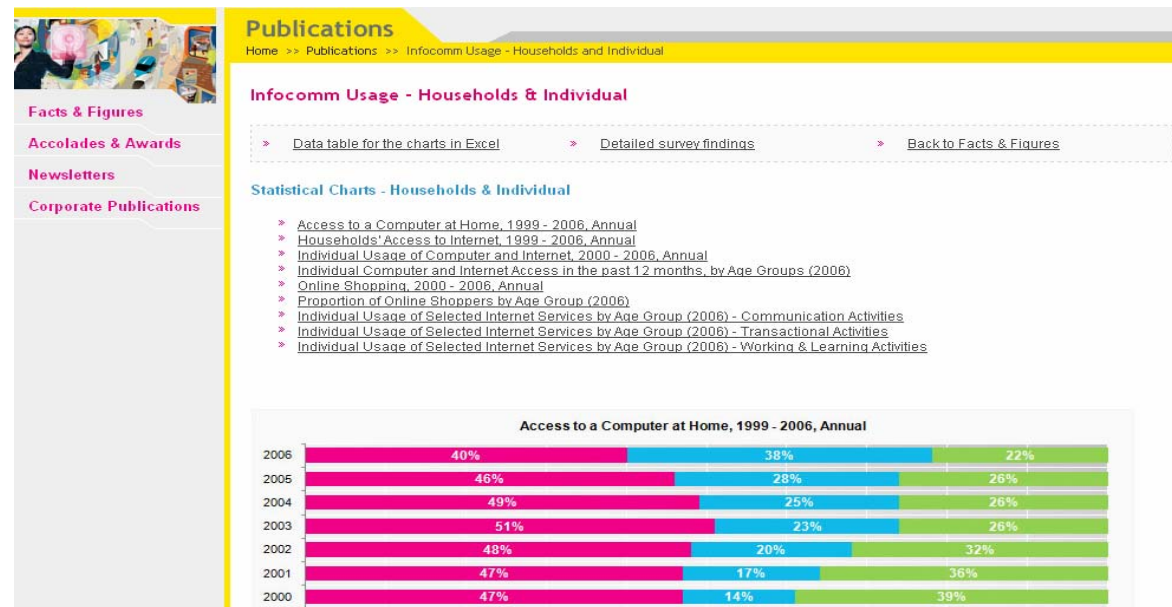 Publications
Home >> Publications >> Infocomm Usage - Households and Individual
Facts & Figures
Accolades & Awards
Newsletters
Corporate Publications
Infocomm Usage - Households & Individual
» Data table for the charts in Excel » Detailed survey findings » Back to Facts & Figures
Statistical Charts - Households & Individual
» Access to a Computer at Home, 1999 - 2006, Annual
» Households' Access to Internet, 1999 - 2006, Annual
» Individual Usage of Computer and Internet, 2000 - 2006, Annual
» Individual Computer and Internet Access in the past 12 months, by Age Groups (2006)
» Online Shopping, 2000 - 2006, Annual
» Proportion of Online Shoppers by Age Group (2006)
» Individual Usage of Selected Internet Services by Age Group (2006) - Communication Activities
» Individual Usage of Selected Internet Services by Age Group (2006) - Transactional Activities
» Individual Usage of Selected Internet Services by Age Group (2006) - Working & Learning Activities
Access to a Computer at Home, 1999 - 2006, Annual
2006 40% 38% 22%
2005 46% 28% 26%
2004 49% 25% 26%
2003 51% 23% 26%
2002 48% 20% 32%
2001 47% 17% 36%
2000 47% 14% 39%